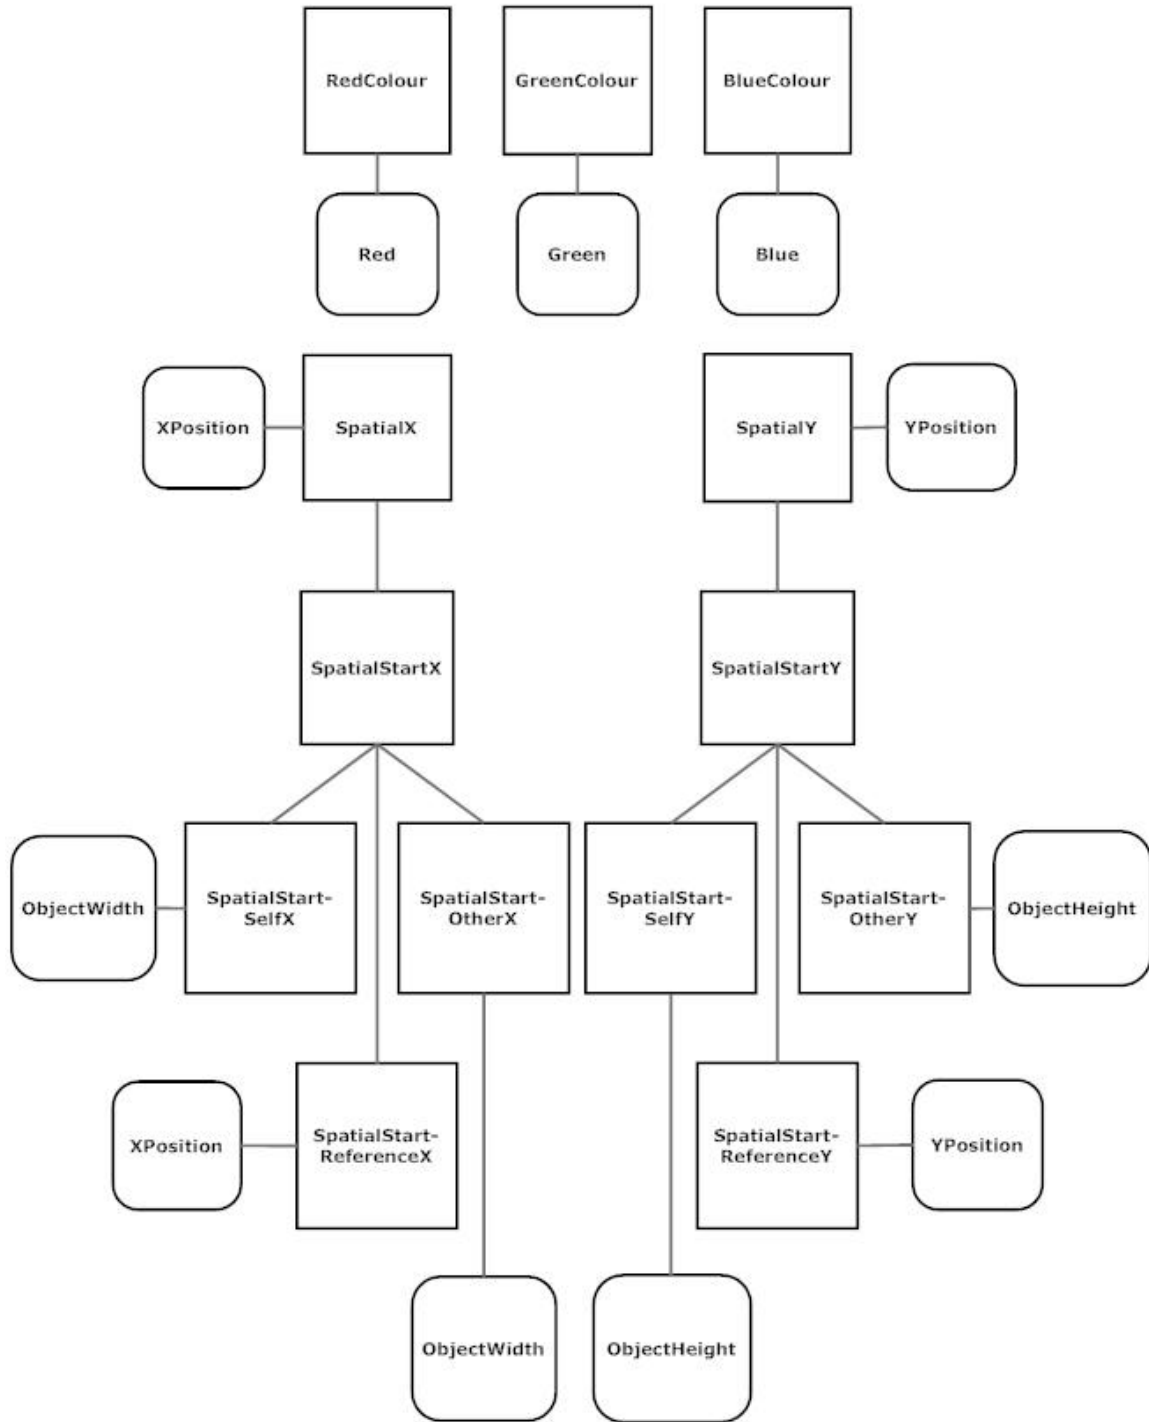 RedColour
GreenColour
BlueColour
Red
Green
Blue
XPosition
SpatialX
SpatialY
YPosition
SpatialStartX
SpatialStartY
ObjectWidth
SpatialStart-
SelfX
SpatialStart-
OtherX
SpatialStart-
SelfY
SpatialStart-
OtherY
ObjectHeight
XPosition
SpatialStart-
ReferenceX
SpatialStart-
ReferenceY
YPosition
ObjectWidth
ObjectHeight